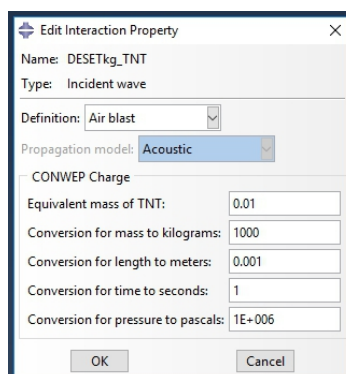 Edit Interaction Property
Name: DESETkg_TNT
Type: Incident wave
Definition: Air blast
Propagation model: Acoustic
CONWEP Charge
Equivalent mass of TNT: 0.01
Conversion for mass to kilograms: 1000
Conversion for length to meters: 0.001
Conversion for time to seconds: 1
Conversion for pressure to pascals: 1E+006
OK Cancel